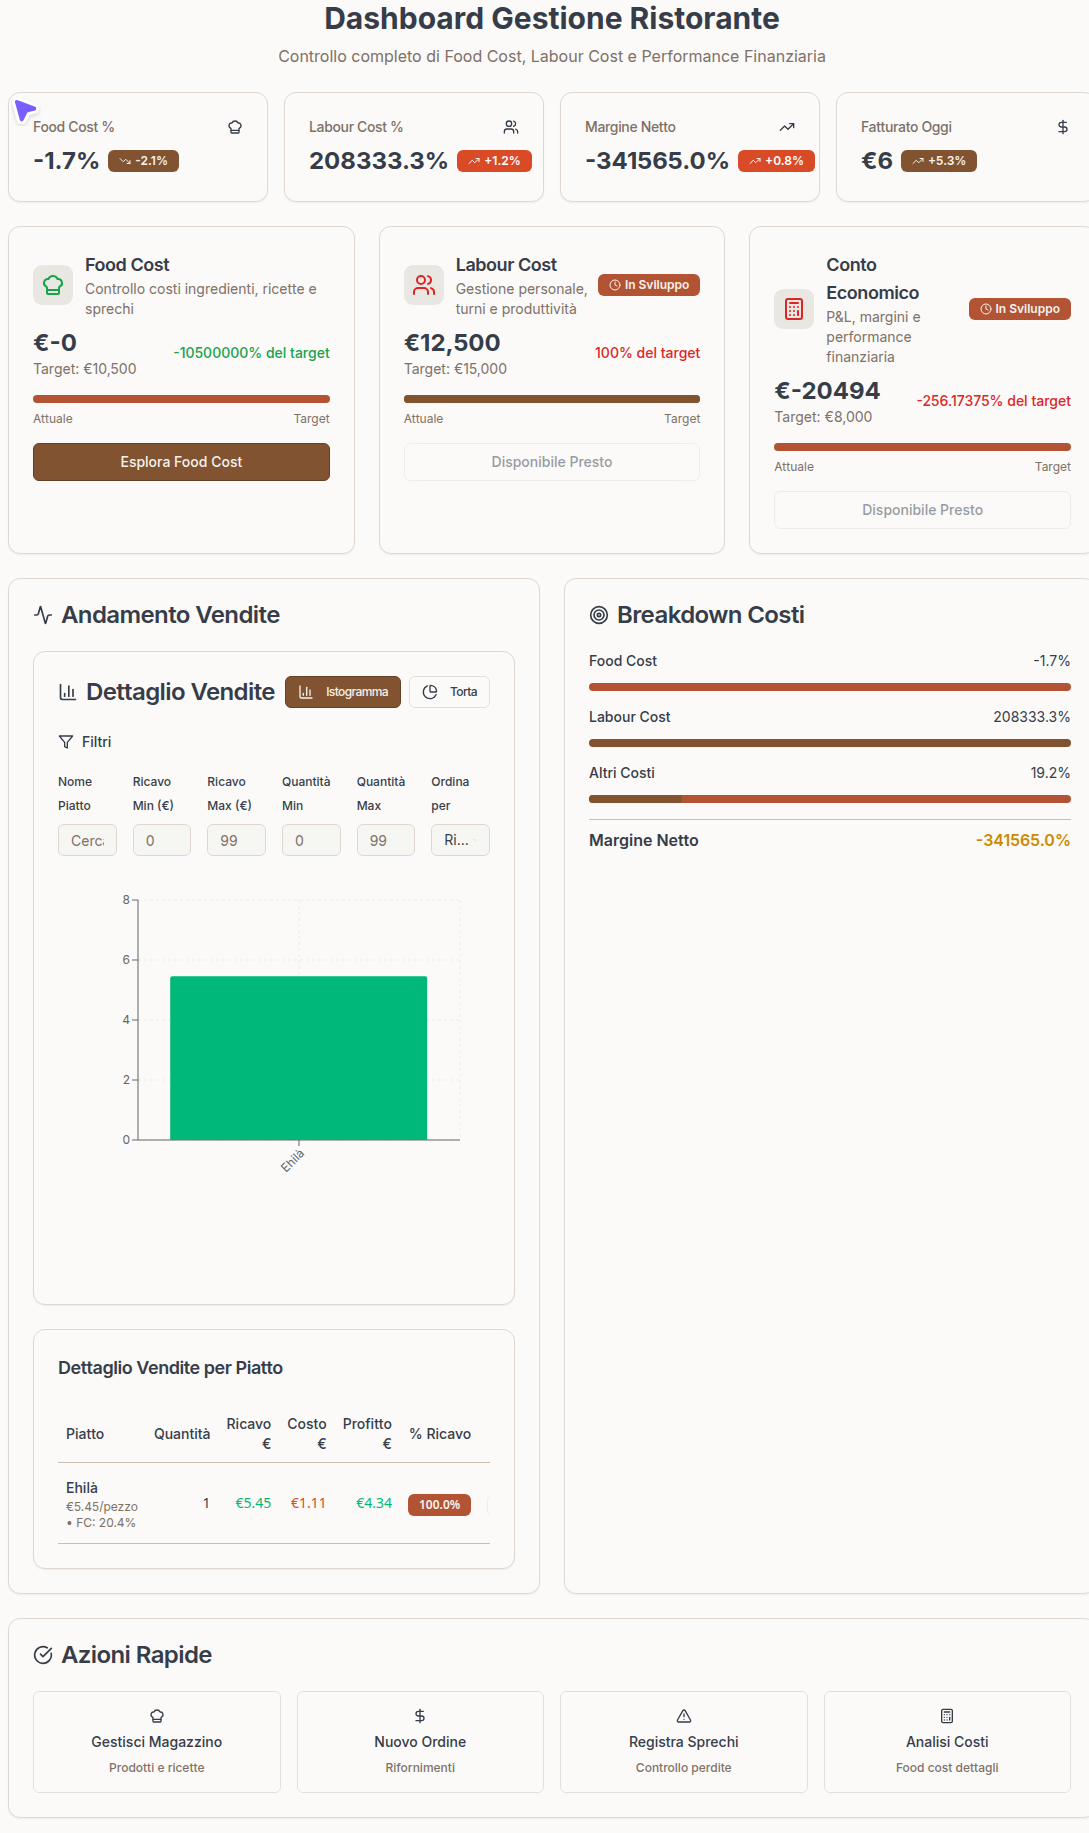 Dashboard Gestione Ristorante
Controllo completo di Food Cost, Labour Cost e Performance Finanziaria
Food Cost %
-1.7% -2.1%
Labour Cost %
208333.3% +1.2%
Margine Netto
-341565.0% +0.8%
Fatturato Oggi
€6 +5.3%
Food Cost
Controllo costi ingredienti, ricette e
sprechi
€-0
Target: €10,500
-10500000% del target
Attuale Target
Esplora Food Cost
Labour Cost
Gestione personale,
turni e produttività
In Sviluppo
€12,500
Target: €15,000
100% del target
Attuale Target
Disponibile Presto
Conto
Economico
P&L, margini e
performance
finanziaria
In Sviluppo
€-20494
Target: €8,000
-256.17375% del target
Attuale Target
Disponibile Presto
Andamento Vendite
Dettaglio Vendite
Istogramma
Torta
Filtri
Nome
Piatto
Ricavo
Min (€)
Ricavo
Max (€)
Quantità
Min
Quantità
Max
Ordina
per
Cerc 0 99 0 99 Ri...
8
6
4
2
0
Ehilà
Dettaglio Vendite per Piatto
Piatto Quantità Ricavo € Costo € Profitto € % Ricavo
Ehilà
€5.45/pezzo
• FC: 20.4%
1 €5.45 €1.11 €4.34 100.0%
Breakdown Costi
Food Cost -1.7%
Labour Cost 208333.3%
Altri Costi 19.2%
Margine Netto -341565.0%
Azioni Rapide
Gestisci Magazzino
Prodotti e ricette
Nuovo Ordine
Rifornimenti
Registra Sprechi
Controllo perdite
Analisi Costi
Food cost dettagli